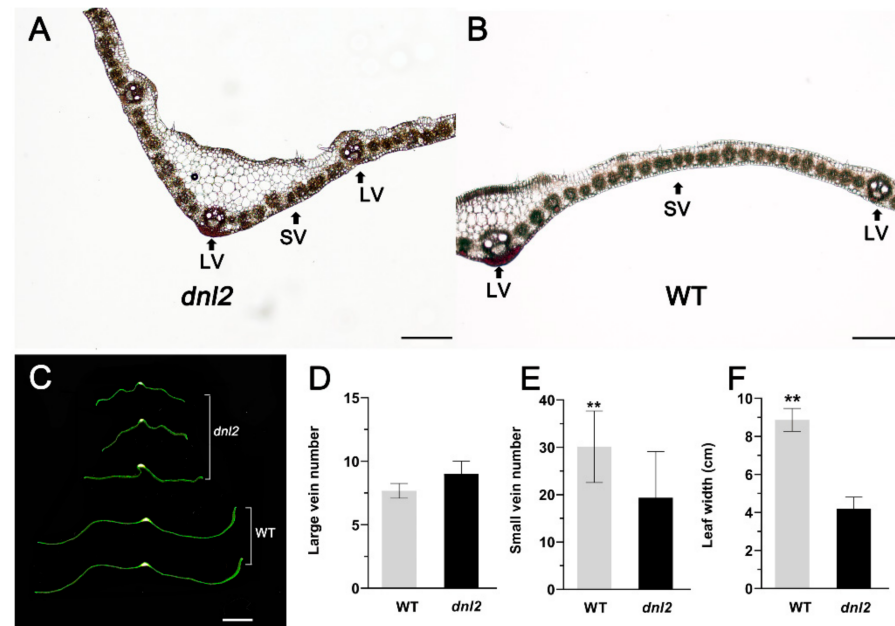 A
LV
SV
LV
dnl2
B
SV
LV
LV
WT
C
dnl2
WT
D
Large vein number
15
10
5
0
WT
dnl2
E
Small vein number
40
30
20
10
0
**
WT
dnl2
F
Leaf width (cm)
10
8
6
4
2
0
**
WT
dnl2